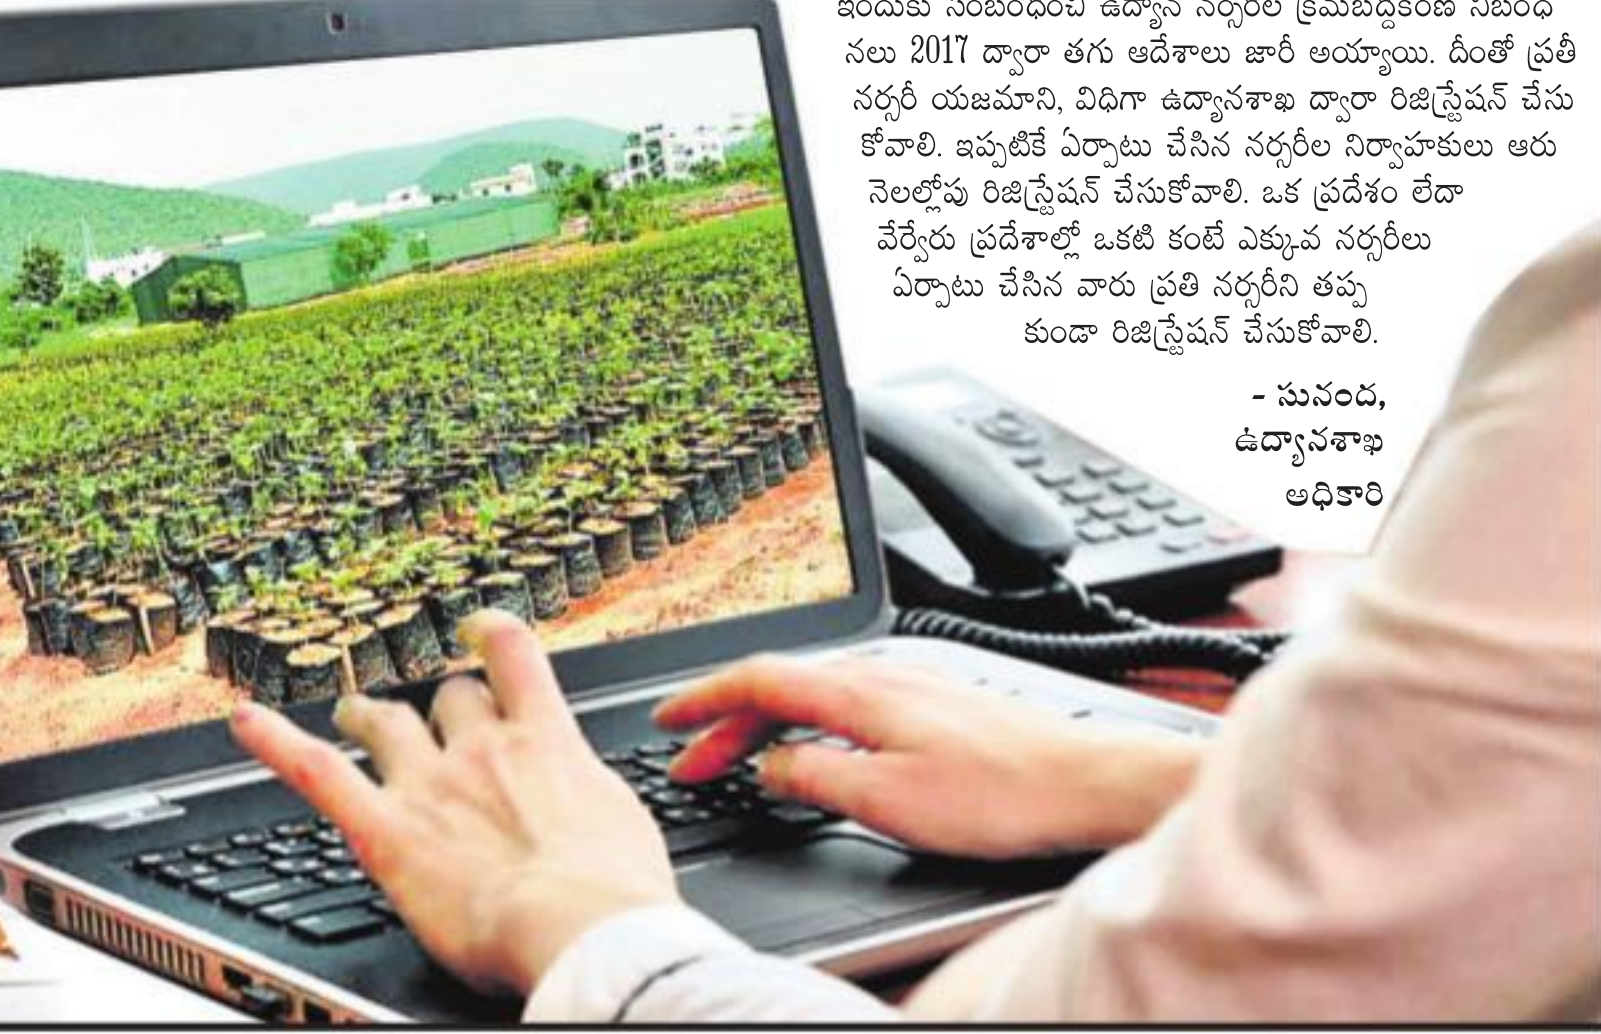 ఇందుకు సంబంధించి ఉద్యాన నర్సరీల క్రమబద్ధీకరణ నిబంధ
నలు 2017 ద్వారా తగు ఆదేశాలు జారీ అయ్యాయి. దీంతో ప్రతీ
నర్సరీ యజమాని, విధిగా ఉద్యానశాఖ ద్వారా రిజిస్ట్రేషన్ చేసు
కోవాలి. ఇప్పటికే ఏర్పాటు చేసిన నర్సరీల నిర్వాహకులు ఆరు
నెలల్లోపు రిజిస్ట్రేషన్ చేసుకోవాలి. ఒక ప్రదేశం లేదా
వేర్వేరు ప్రదేశాల్లో ఒకటి కంటే ఎక్కువ నర్సరీలు
ఏర్పాటు చేసిన వారు ప్రతి నర్సరీని తప్ప
కుండా రిజిస్ట్రేషన్ చేసుకోవాలి.
- సునంద,
ఉద్యానశాఖ
అధికారి